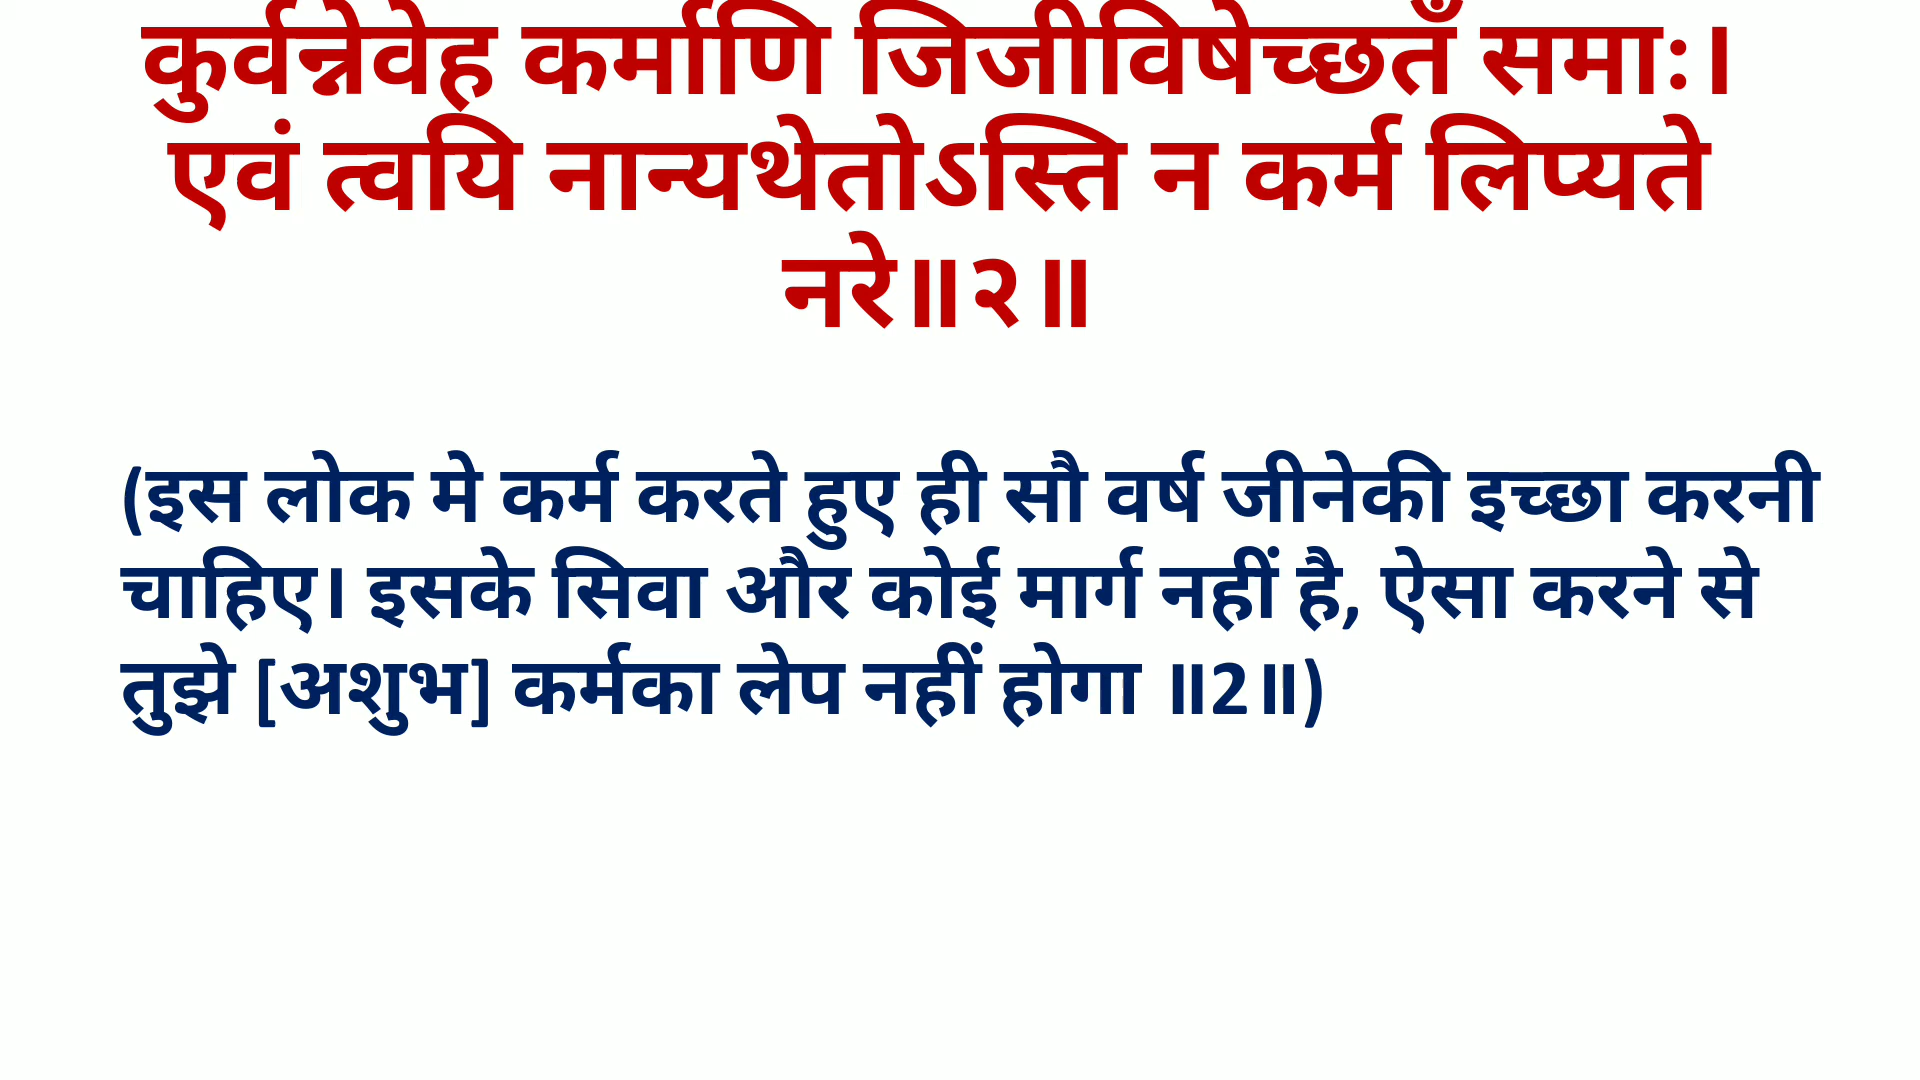 कुर्वन्नेवेह कर्माणि जिजीविषेच्छतँ समाः।
एवं त्वयि नान्यथेतोऽस्ति न कर्म लिप्यते
नरे॥२॥
(इस लोक मे कर्म करते हुए ही सौ वर्ष जीनेकी इच्छा करनी
चाहिए। इसके सिवा और कोई मार्ग नहीं है, ऐसा करने से
तुझे [अशुभ] कर्मका लेप नहीं होगा ॥2॥)